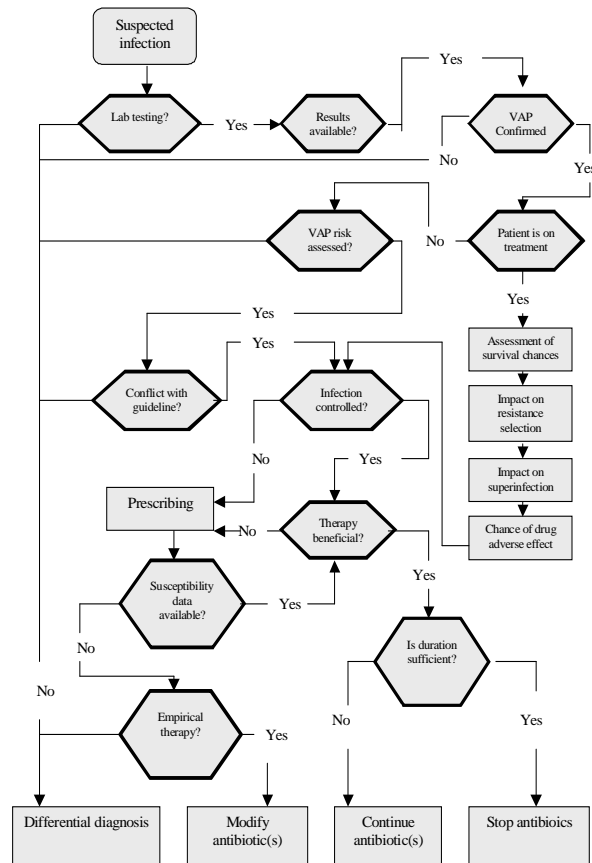 Suspected
infection
Yes
Lab testing?
Yes
Results
available?
VAP
Confirmed
No
Yes
VAP risk
assessed?
No
Patient is on
treatment
Yes
Yes
Assessment of
survival chances
Yes
Conflict with
guideline?
Infection
controlled?
Impact on
resistance
selection
No
Yes
Impact on
superinfection
Prescribing
No
Therapy
beneficial?
Chance of drug
adverse effect
Susceptibility
data
available?
Yes
Yes
No
Is duration
sufficient?
No
Empirical
therapy?
Yes
No
Yes
Differential diagnosis
Modify
antibiotic(s)
Continue
antibiotic(s)
Stop antibioics